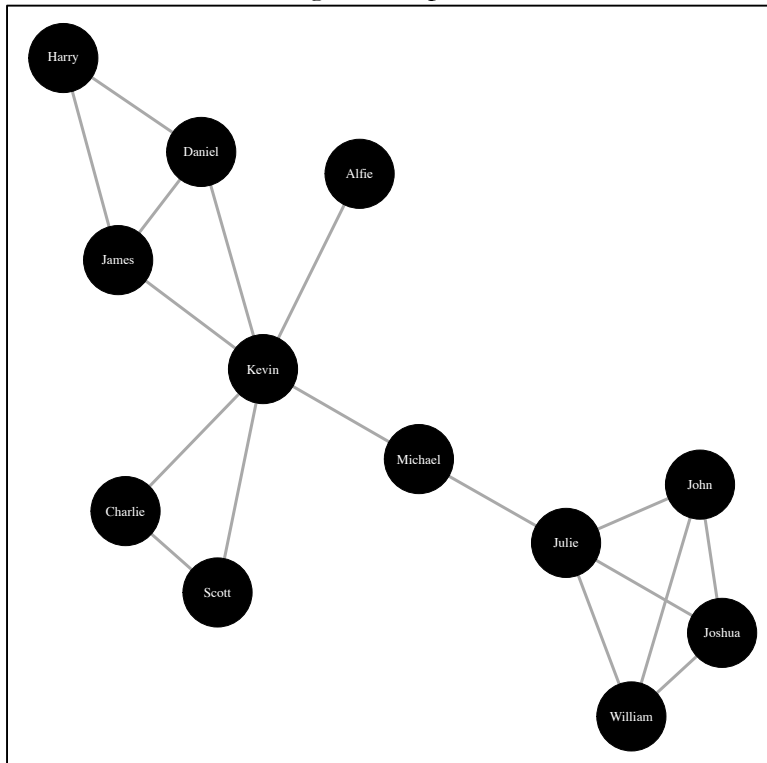 Harry
Daniel
Alfie
James
Kevin
Michael
John
Charlie
Julie
Scott
Joshua
William